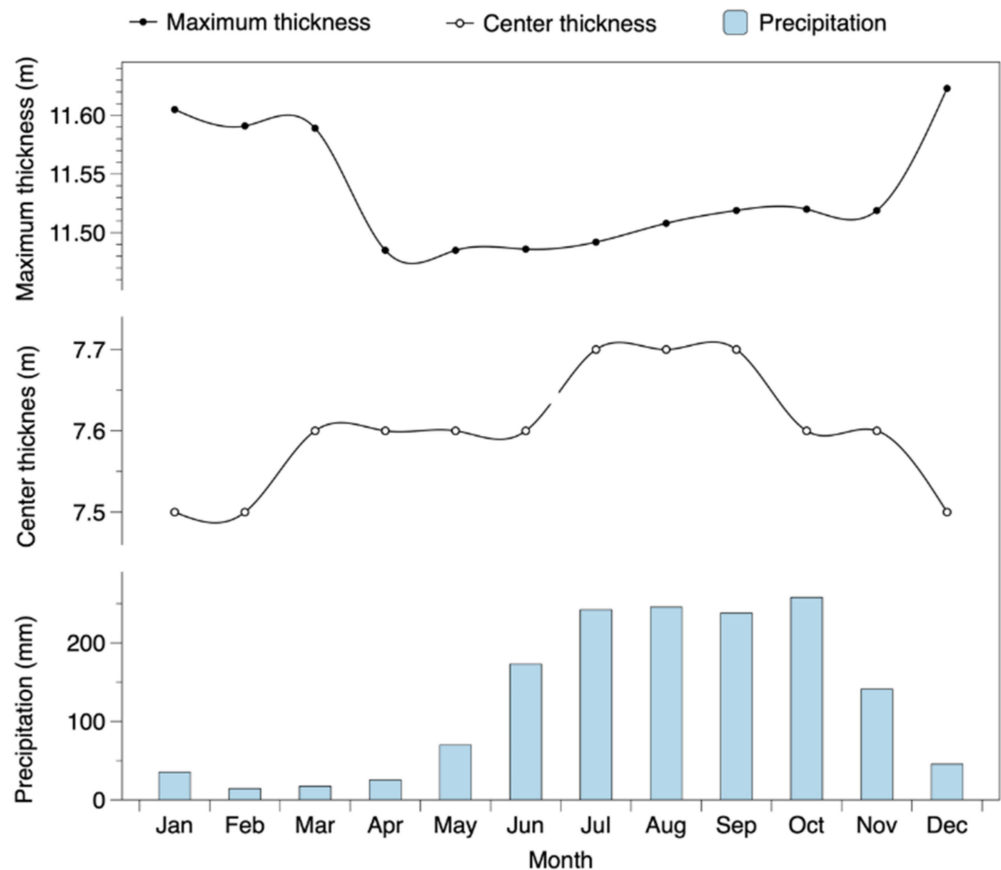 Maximum thickness Center thickness Precipitation
Maximum thickness (m)
11.60
11.55
11.50
Center thicknes (m)
7.7
7.6
7.5
Precipitation (mm)
200
100
0
Jan Feb Mar Apr May Jun Jul Aug Sep Oct Nov Dec
Month